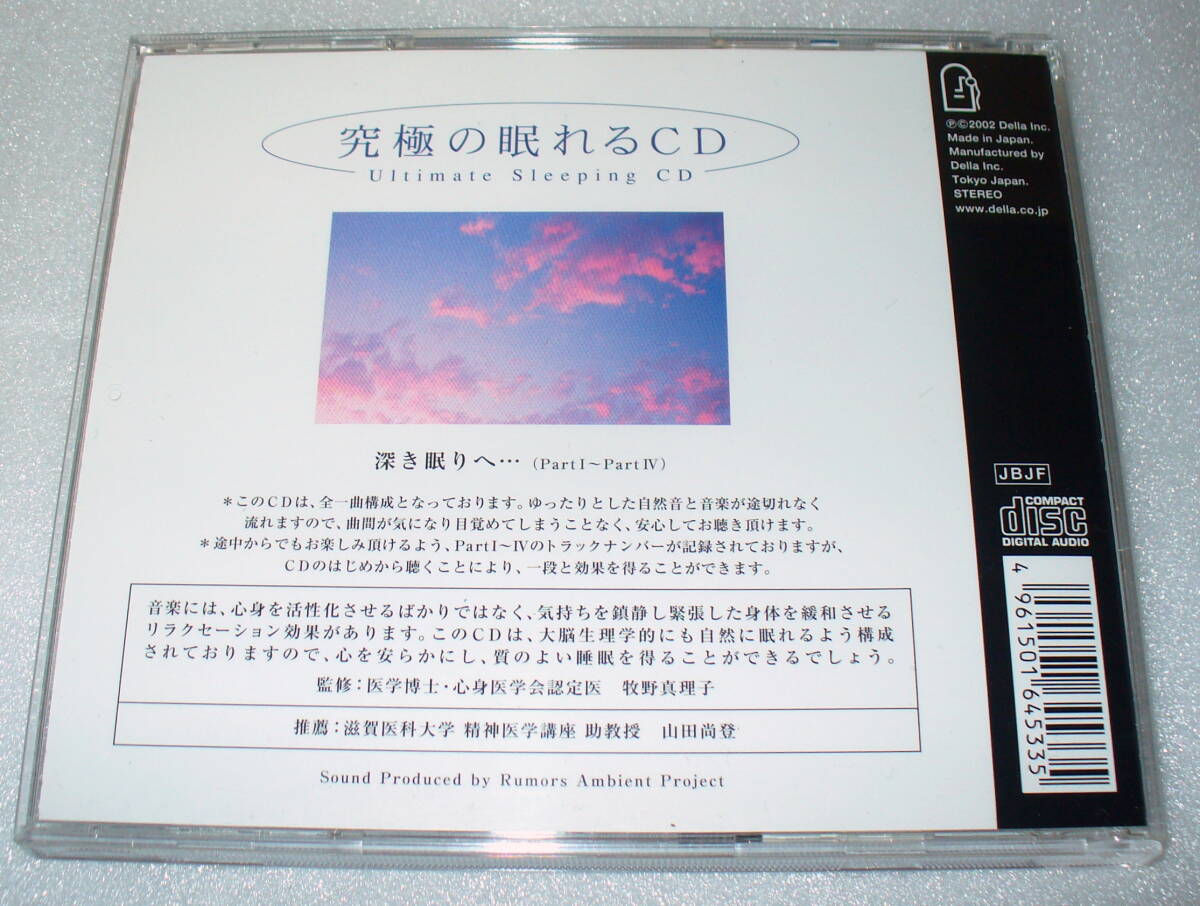 究極の眠れるCD
Ultimate Sleeping CD
深き眠りへ… (PartⅠ~PartⅣ)
*このCDは、全一曲構成となっております。ゆったりとした自然音と音楽が途切れなく
流れますので、曲間が気になり目覚めてしまうことなく、安心してお聴き頂けます。
*途中からでもお楽しみ頂けるよう、PartⅠ~Ⅳのトラックナンバーが記録されておりますが、
CDのはじめから聴くことにより、一段と効果を得ることができます。
音楽には、心身を活性化させるばかりではなく、気持ちを鎮静し緊張した身体を緩和させる
リラクセーション効果があります。このCDは、大脳生理学的にも自然に眠れるよう構成
されておりますので、心を安らかにし、質のよい睡眠を得ることができるでしょう。
監修:医学博士・心身医学会認定医 牧野真理子
推薦:滋賀医科大学 精神医学講座 助教授 山田尚登
Sound Produced by Rumors Ambient Project
℗©2002 Della Inc.
Made in Japan.
Manufactured by
Della Inc.
Tokyo Japan.
STEREO
www.della.co.jp
JBJF
COMPACT
disc
DIGITAL AUDIO
4961501645335